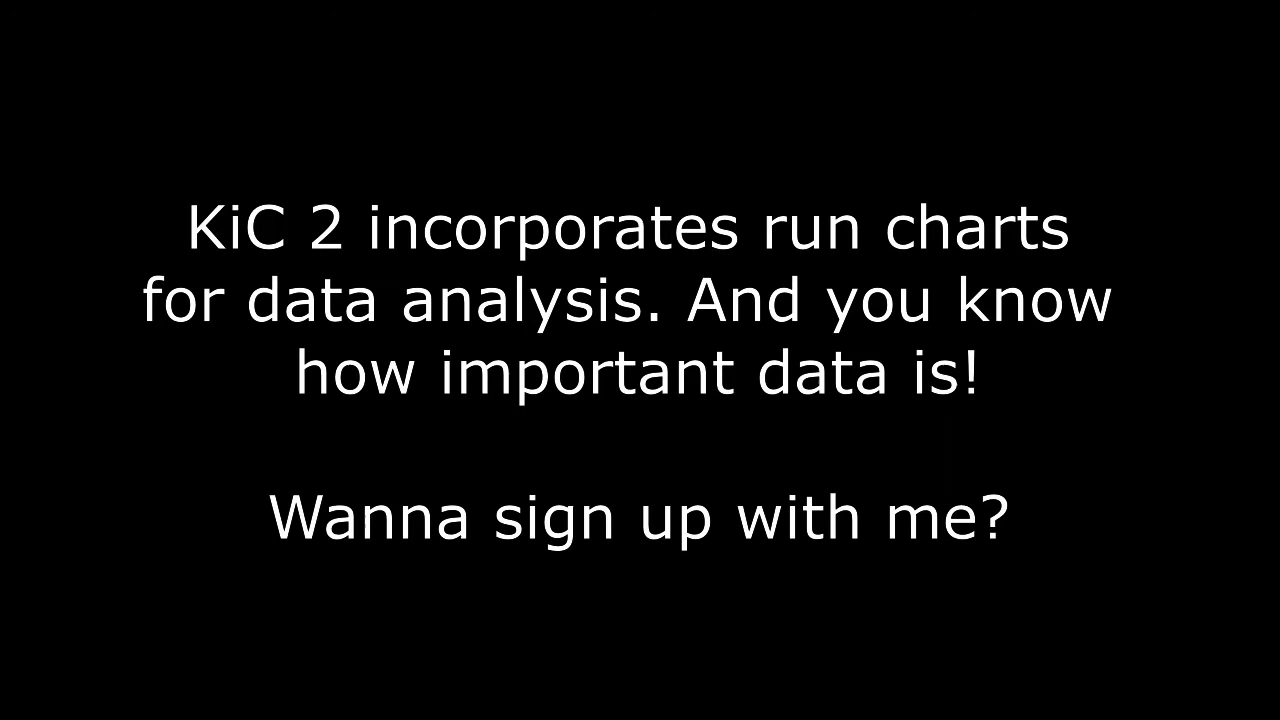 KiC 2 incorporates run charts
for data analysis. And you know
how important data is!
Wanna sign up with me?